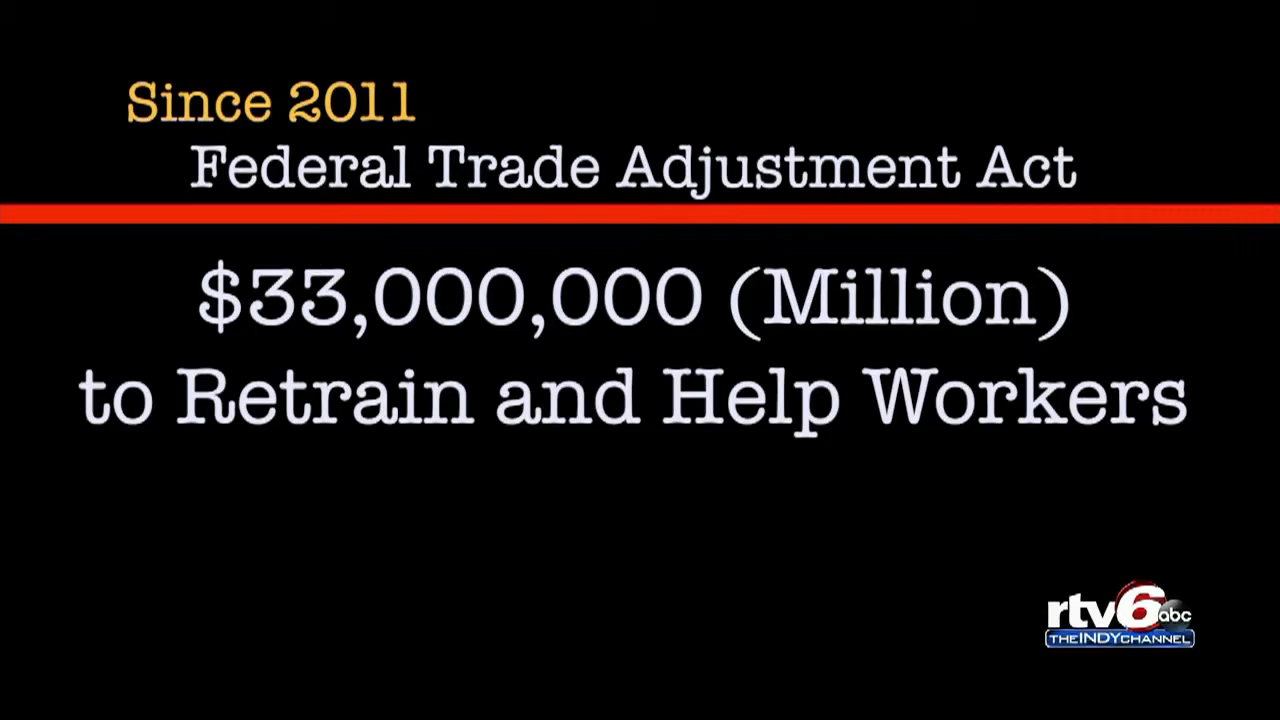 Since 2011
Federal Trade Adjustment Act
$33,000,000 (Million)
to Retrain and Help Workers
rtv6 abc
THEINDYCHANNEL